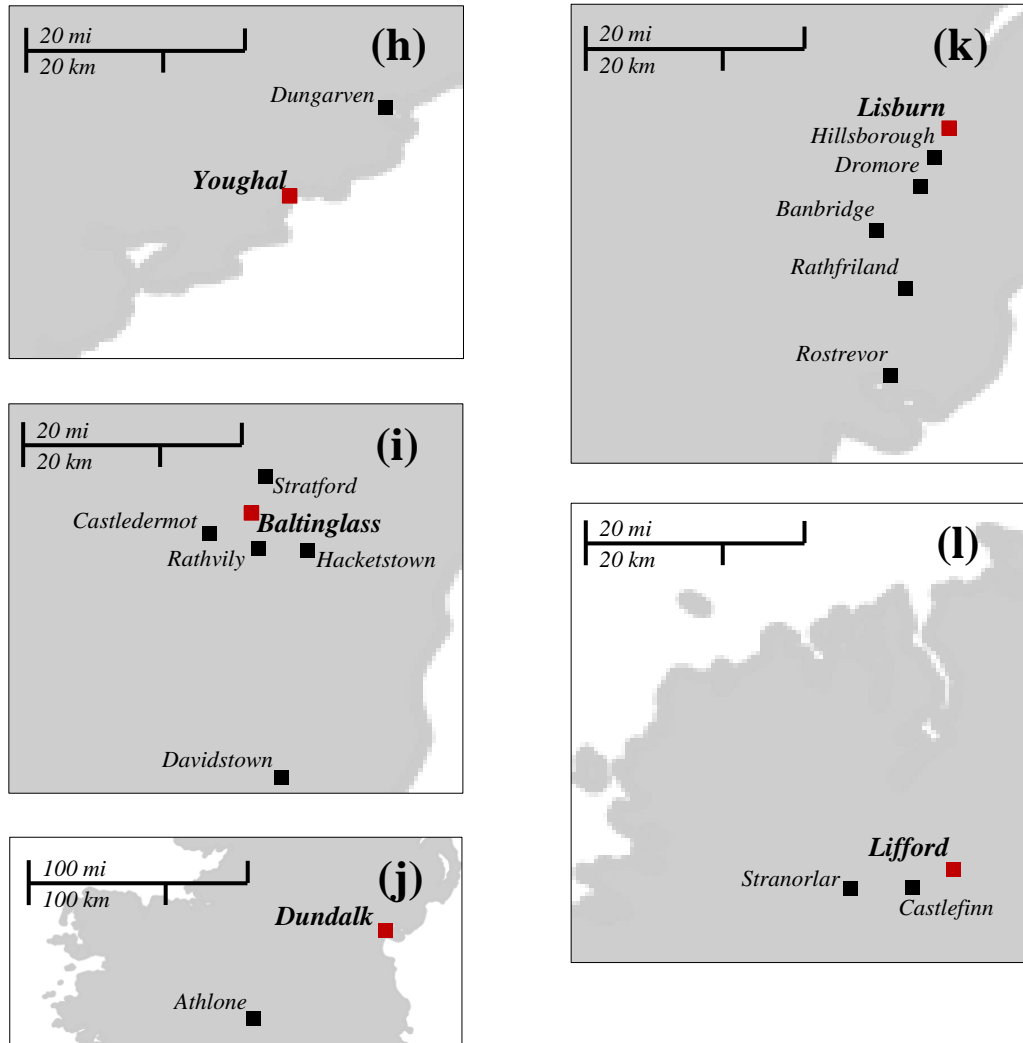 20 mi
20 km
(h)
Dungarven
Youghal
20 mi
20 km
(i)
Stratford
Castledermot
Baltinglass
Rathvily
Hacketstown
Davidstown
100 mi
100 km
(j)
Dundalk
Athlone
20 mi
20 km
(k)
Lisburn
Hillsborough
Dromore
Banbridge
Rathfriland
Rostrevor
20 mi
20 km
(l)
Lifford
Stranorlar
Castlefinn